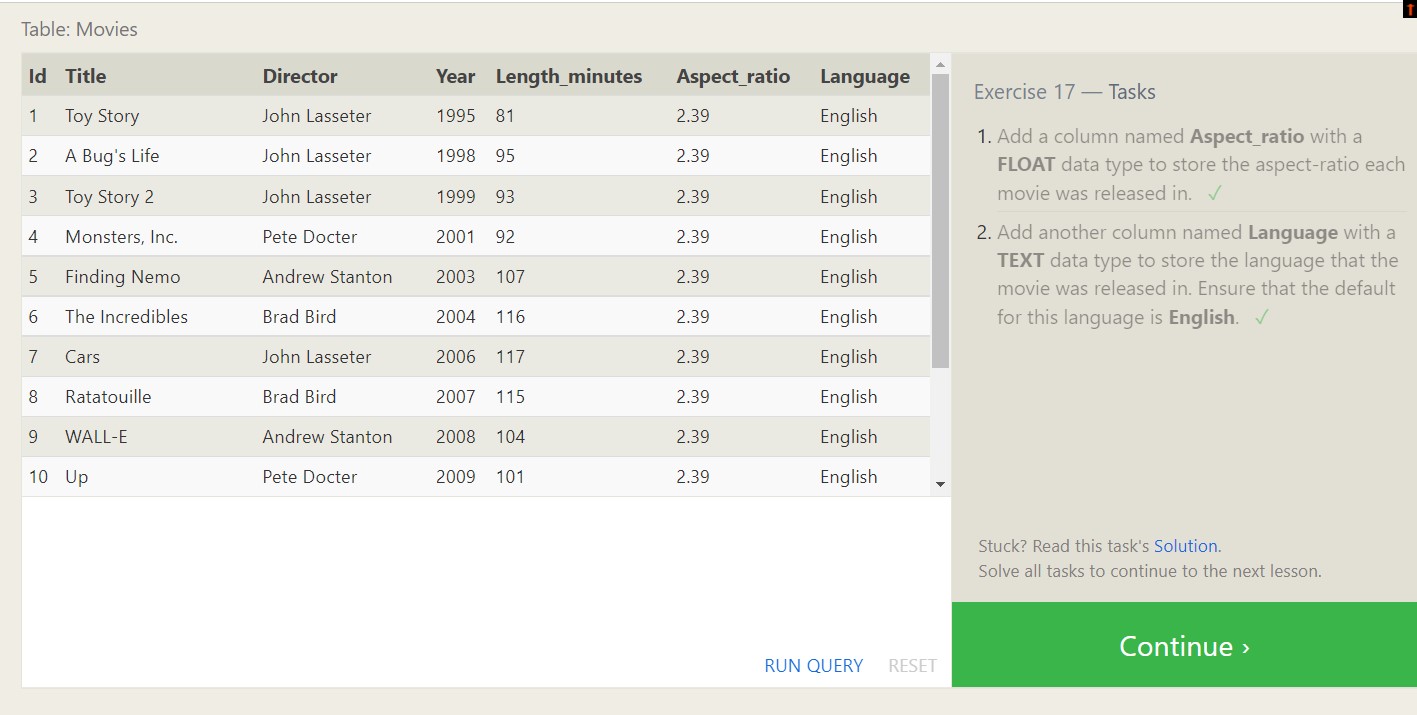 Table: Movies
Id Title Director Year Length_minutes Aspect_ratio Language
1 Toy Story John Lasseter 1995 81 2.39 English
2 A Bug's Life John Lasseter 1998 95 2.39 English
3 Toy Story 2 John Lasseter 1999 93 2.39 English
4 Monsters, Inc. Pete Docter 2001 92 2.39 English
5 Finding Nemo Andrew Stanton 2003 107 2.39 English
6 The Incredibles Brad Bird 2004 116 2.39 English
7 Cars John Lasseter 2006 117 2.39 English
8 Ratatouille Brad Bird 2007 115 2.39 English
9 WALL-E Andrew Stanton 2008 104 2.39 English
10 Up Pete Docter 2009 101 2.39 English
RUN QUERY RESET
Exercise 17 — Tasks
1. Add a column named Aspect_ratio with a
FLOAT data type to store the aspect-ratio each
movie was released in. ✓
2. Add another column named Language with a
TEXT data type to store the language that the
movie was released in. Ensure that the default
for this language is English. ✓
Stuck? Read this task's Solution.
Solve all tasks to continue to the next lesson.
Continue ›